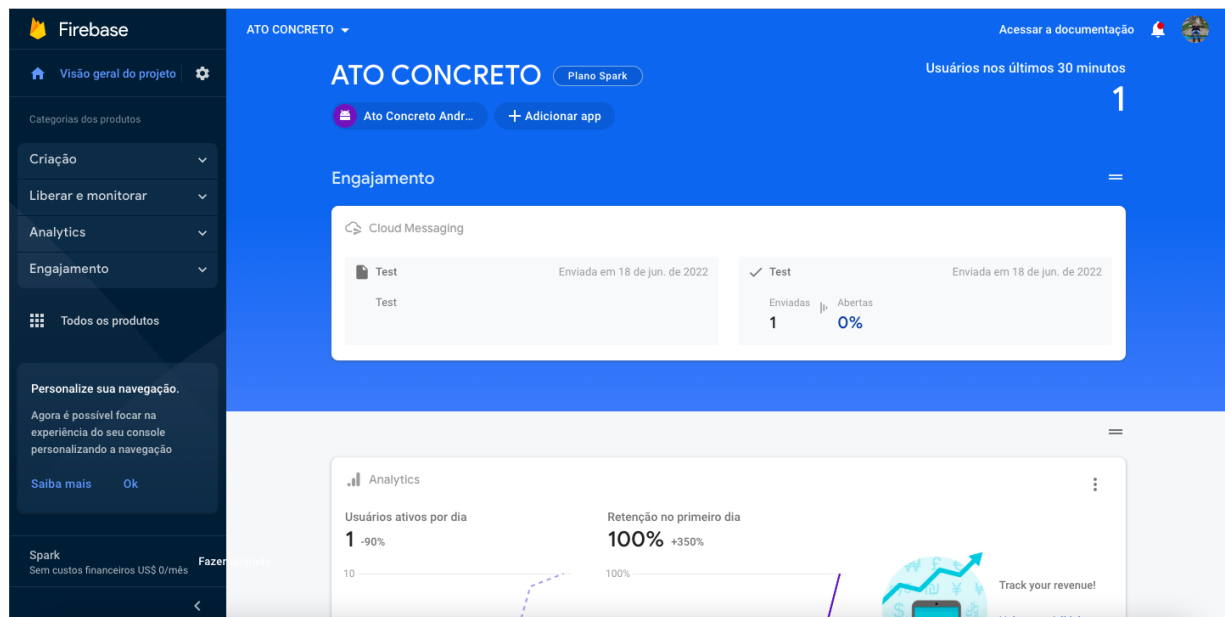 Firebase
ATO CONCRETO
Acessar a documentação
Visão geral do projeto
Categorias dos produtos
Criação
Liberar e monitorar
Analytics
Engajamento
Todos os produtos
Personalize sua navegação.
Agora é possível focar na
experiência do seu console
personalizando a navegação
Saiba mais Ok
Spark
Sem custos financeiros US$ 0/mês
Fazer upgrade
ATO CONCRETO Plano Spark
Ato Concreto Andr... Adicionar app
Usuários nos últimos 30 minutos
1
Engajamento
Cloud Messaging
Test Enviada em 18 de jun. de 2022
Test
Test Enviada em 18 de jun. de 2022
Enviadas Abertas
1 0%
Analytics
Usuários ativos por dia
1 -90%
10
Retenção no primeiro dia
100% +350%
100%
Track your revenue!